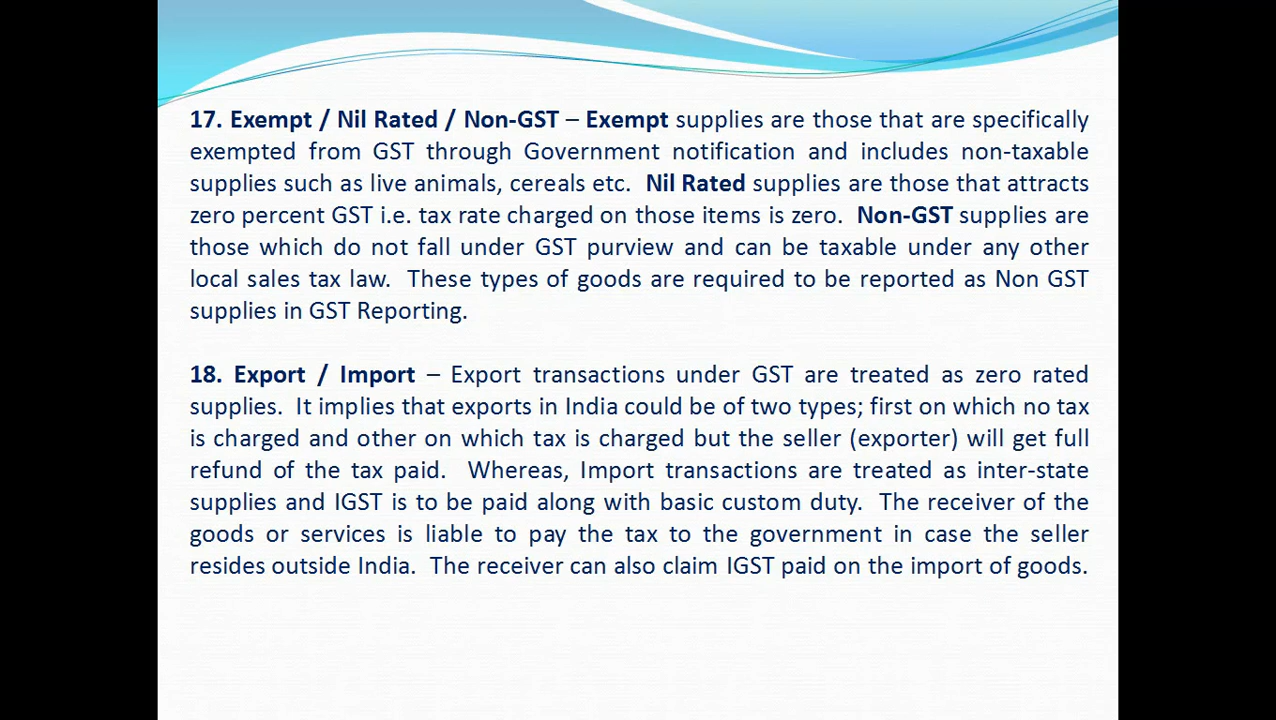 17. Exempt / Nil Rated / Non-GST – Exempt supplies are those that are specifically
exempted from GST through Government notification and includes non-taxable
supplies such as live animals, cereals etc. Nil Rated supplies are those that attracts
zero percent GST i.e. tax rate charged on those items is zero. Non-GST supplies are
those which do not fall under GST purview and can be taxable under any other
local sales tax law. These types of goods are required to be reported as Non GST
supplies in GST Reporting.
18. Export / Import – Export transactions under GST are treated as zero rated
supplies. It implies that exports in India could be of two types; first on which no tax
is charged and other on which tax is charged but the seller (exporter) will get full
refund of the tax paid. Whereas, Import transactions are treated as inter-state
supplies and IGST is to be paid along with basic custom duty. The receiver of the
goods or services is liable to pay the tax to the government in case the seller
resides outside India. The receiver can also claim IGST paid on the import of goods.